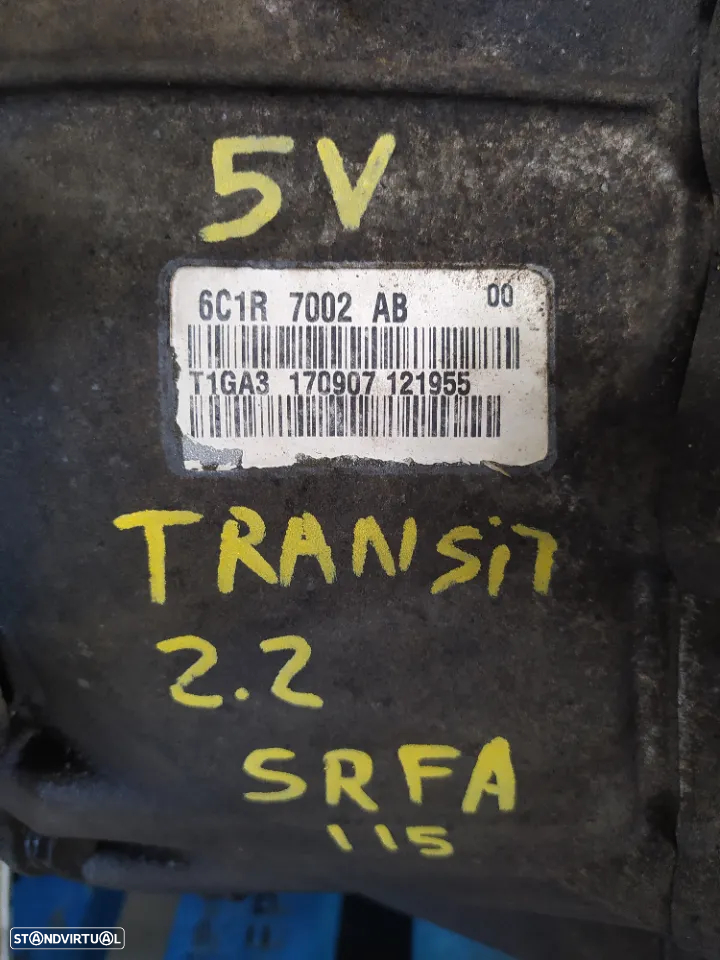 5V
6C1R 7002 AB 00
T1GA3 170907 121955
TRANSiT
2.2
SRFA
115
STANDVIRTUAL